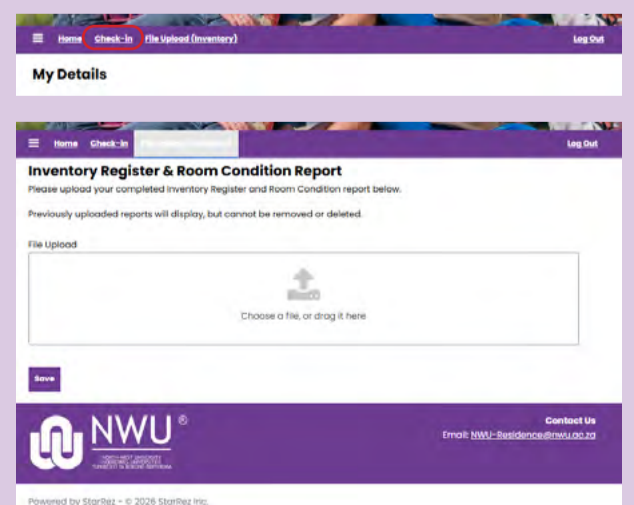 Home Check-in File Upload (Inventory) Log Out
My Details
Home Check-in Log Out
Inventory Register & Room Condition Report
Please upload your completed Inventory Register and Room Condition report below.
Previously uploaded reports will display, but cannot be removed or deleted.
File Upload
Choose a file, or drag it here
Save
NWU®
Contact Us
Email: NWU-Residence@nwu.ac.za
Powered by StarRez - © 2026 StarRez Inc.